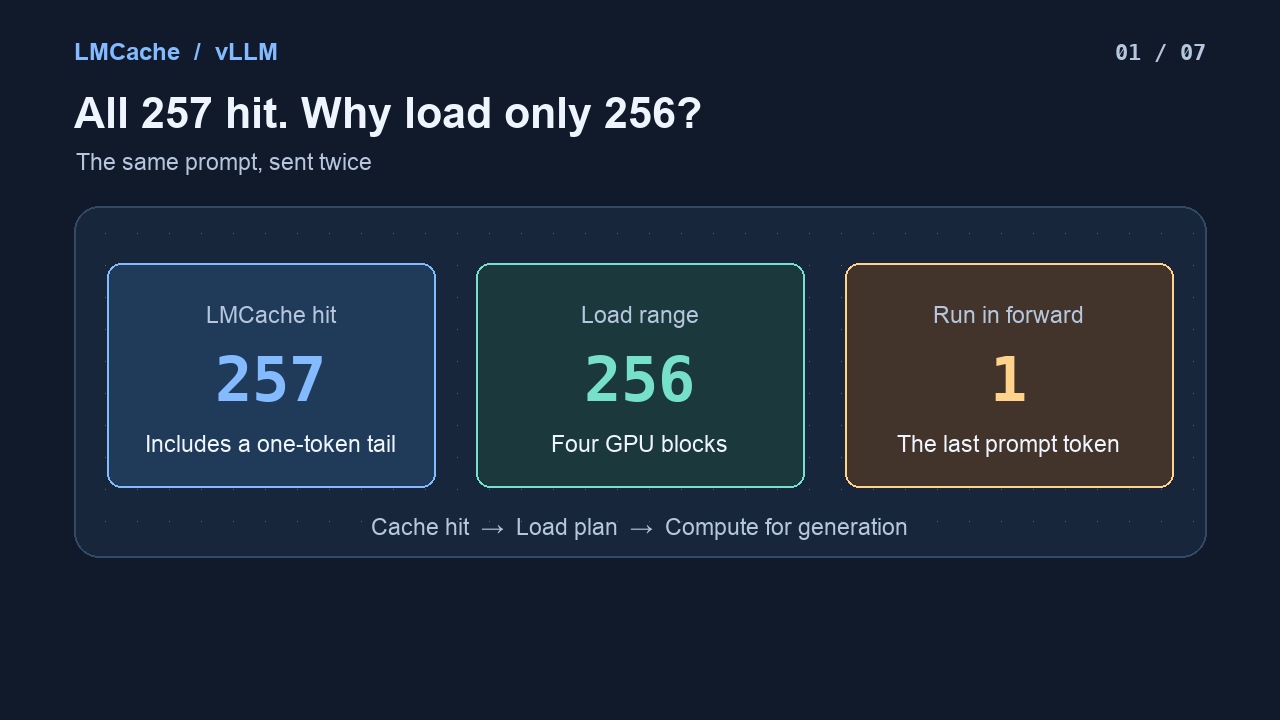 LMCache / vLLM
01 / 07
All 257 hit. Why load only 256?
The same prompt, sent twice
LMCache hit
257
Includes a one-token tail
Load range
256
Four GPU blocks
Run in forward
1
The last prompt token
Cache hit → Load plan → Compute for generation